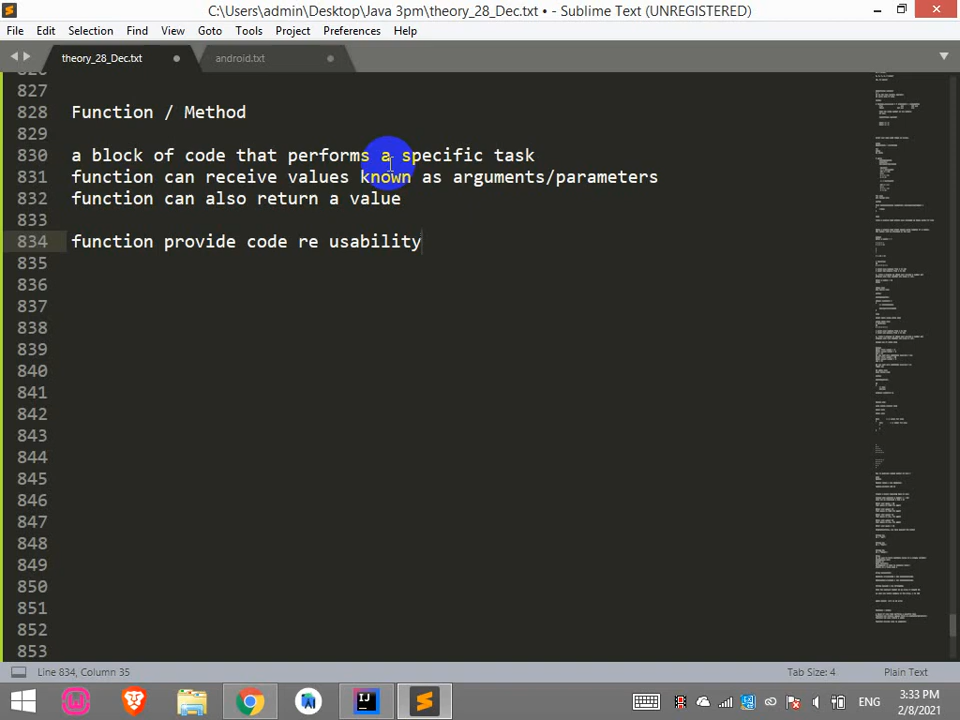 C:\Users\admin\Desktop\Java 3pm\theory_28_Dec.txt • - Sublime Text (UNREGISTERED)
File Edit Selection Find View Goto Tools Project Preferences Help
theory_28_Dec.txt android.txt
827
828 Function / Method
829
830 a block of code that performs a specific task
831 function can receive values known as arguments/parameters
832 function can also return a value
833
834 function provide code re usability
835
836
837
838
839
840
841
842
843
844
845
846
847
848
849
850
851
852
853
Line 834, Column 35 Tab Size: 4 Plain Text
ENG 3:33 PM
2/8/2021